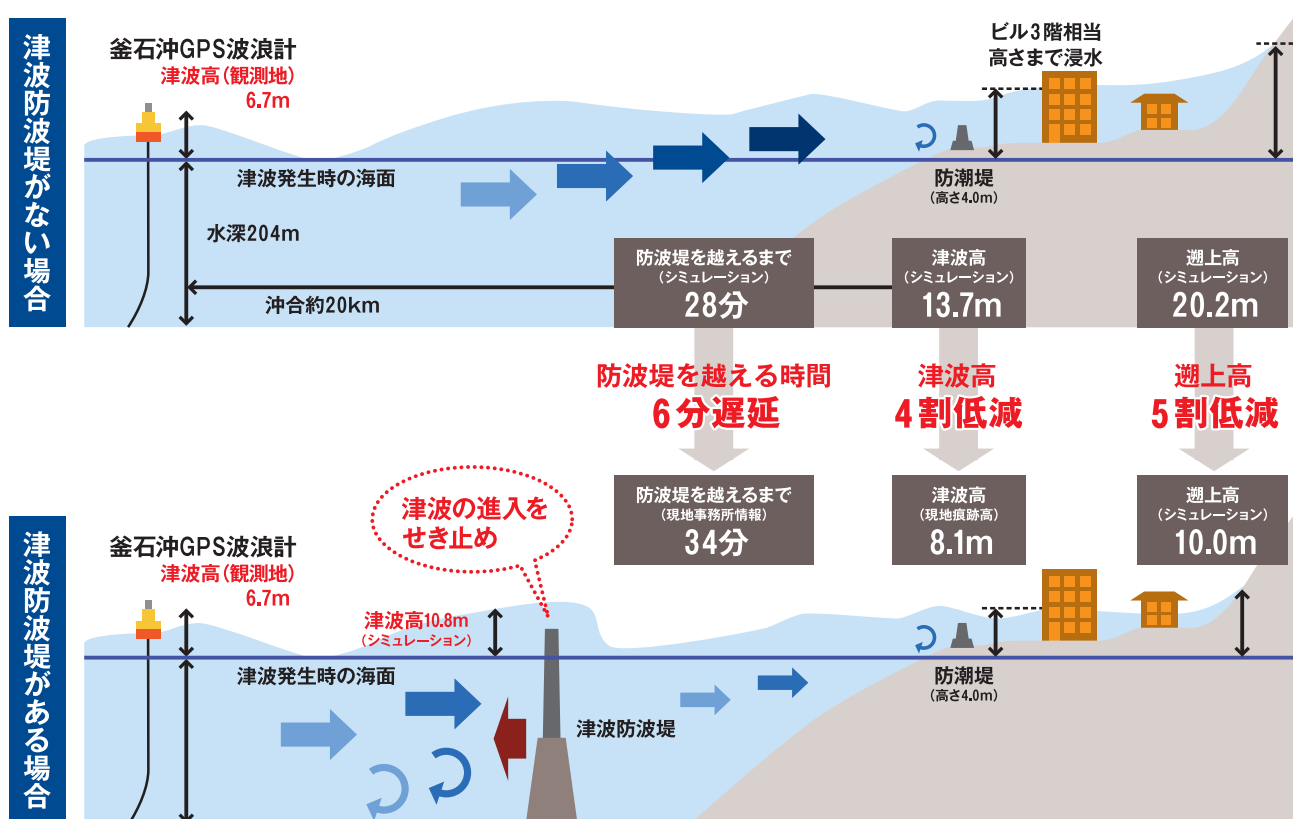 津波防波堤がない場合
釜石沖GPS波浪計
津波高(観測地)
6.7m
ビル3階相当
高さまで浸水
津波発生時の海面
防潮堤
(高さ4.0m)
水深204m
沖合約20km
防波堤を越えるまで
(シミュレーション)
28分
津波高
(シミュレーション)
13.7m
遡上高
(シミュレーション)
20.2m
防波堤を越える時間
6分遅延
津波高
4割低減
遡上高
5割低減
防波堤を越えるまで
(現地事務所情報)
34分
津波高
(現地痕跡高)
8.1m
遡上高
(シミュレーション)
10.0m
津波防波堤がある場合
釜石沖GPS波浪計
津波高(観測地)
6.7m
津波の進入を
せき止め
津波高10.8m
(シミュレーション)
津波発生時の海面
津波防波堤
防潮堤
(高さ4.0m)